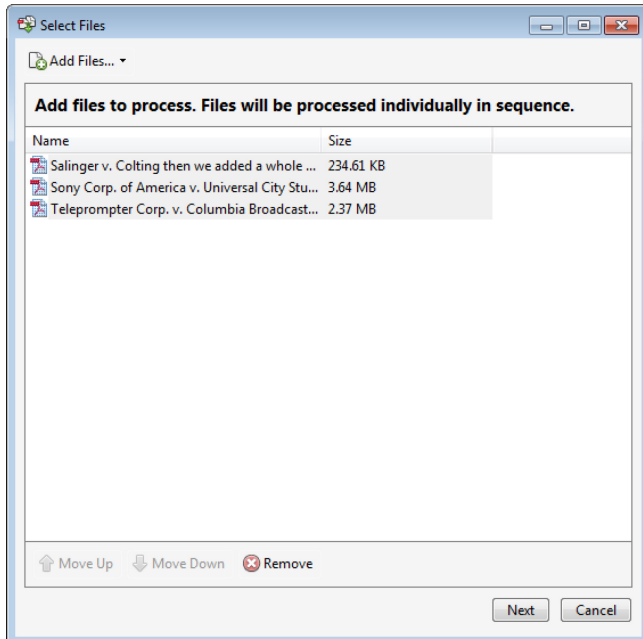 Select Files
Add Files...
Add files to process. Files will be processed individually in sequence.
Name Size
Salinger v. Colting then we added a whole ... 234.61 KB
Sony Corp. of America v. Universal City Stu... 3.64 MB
Teleprompter Corp. v. Columbia Broadcast... 2.37 MB
Move Up Move Down Remove
Next Cancel